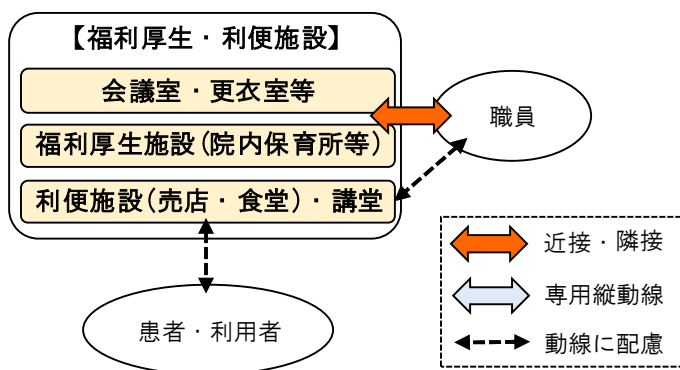 【福利厚生・利便施設】
会議室・更衣室等
職員
福利厚生施設(院内保育所等)
利便施設(売店・食堂)・講堂
近接・隣接
専用縦動線
患者・利用者
動線に配慮